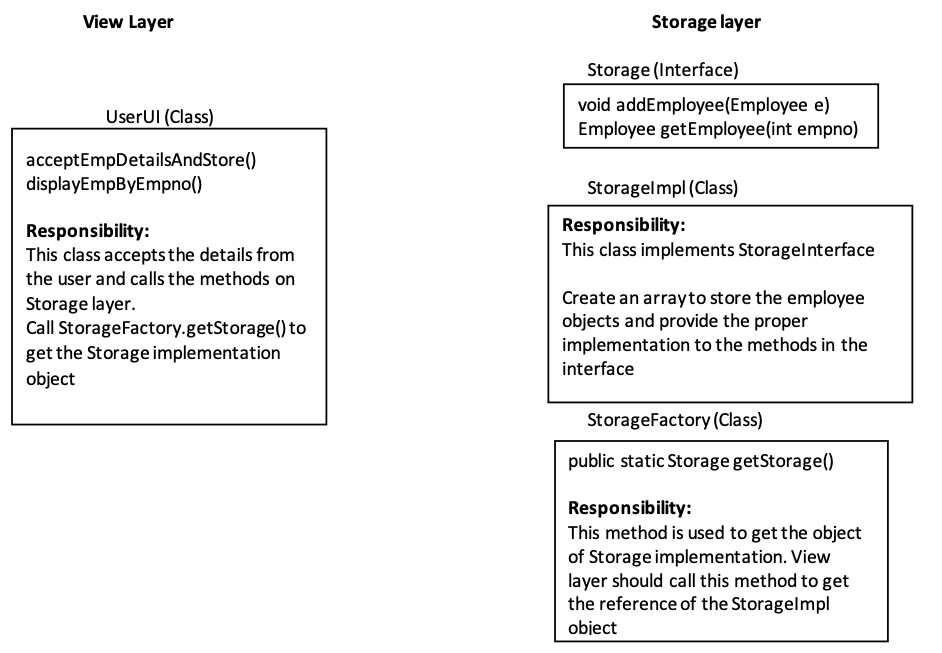 View Layer
UserUI (Class)
acceptEmpDetailsAndStore()
displayEmpByEmpno()
Responsibility:
This class accepts the details from
the user and calls the methods on
Storage layer.
Call StorageFactory.getStorage() to
get the Storage implementation
object
Storage layer
Storage (Interface)
void addEmployee(Employee e)
Employee getEmployee(int empno)
StorageImpl (Class)
Responsibility:
This class implements StorageInterface
Create an array to store the employee
objects and provide the proper
implementation to the methods in the
interface
StorageFactory (Class)
public static Storage getStorage()
Responsibility:
This method is used to get the object
of Storage implementation. View
layer should call this method to get
the reference of the StorageImpl
object